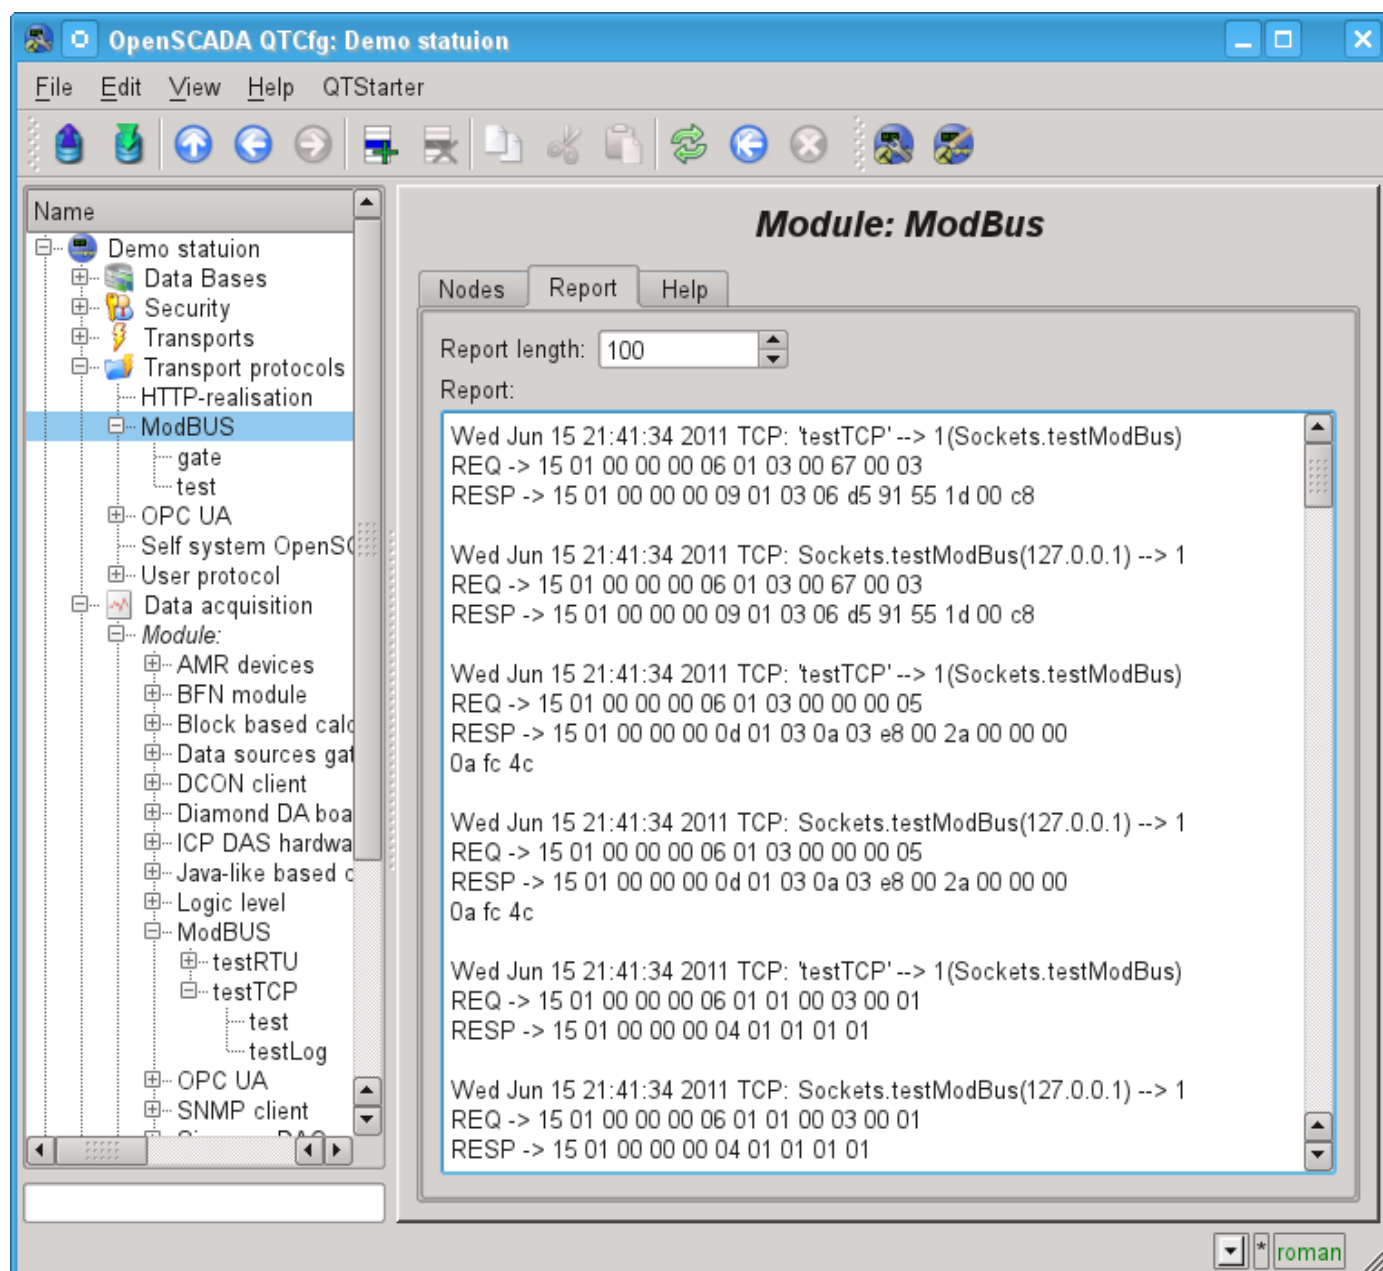 OpenSCADA QTCfg: Demo statuion
File Edit View Help QTStarter
Name
Demo statuion
Data Bases
Security
Transports
Transport protocols
HTTP-realisation
ModBUS
gate
test
OPC UA
Self system OpenSC
User protocol
Data acquisition
Module:
AMR devices
BFN module
Block based calc
Data sources gat
DCON client
Diamond DA boa
ICP DAS hardwa
Java-like based c
Logic level
ModBUS
testRTU
testTCP
test
testLog
OPC UA
SNMP client
Module: ModBus
Nodes Report Help
Report length: 100
Report:
Wed Jun 15 21:41:34 2011 TCP: 'testTCP' --> 1(Sockets.testModBus)
REQ -> 15 01 00 00 00 06 01 03 00 67 00 03
RESP -> 15 01 00 00 00 09 01 03 06 d5 91 55 1d 00 c8
Wed Jun 15 21:41:34 2011 TCP: Sockets.testModBus(127.0.0.1) --> 1
REQ -> 15 01 00 00 00 06 01 03 00 67 00 03
RESP -> 15 01 00 00 00 09 01 03 06 d5 91 55 1d 00 c8
Wed Jun 15 21:41:34 2011 TCP: 'testTCP' --> 1(Sockets.testModBus)
REQ -> 15 01 00 00 00 06 01 03 00 00 00 05
RESP -> 15 01 00 00 00 0d 01 03 0a 03 e8 00 2a 00 00 00
0a fc 4c
Wed Jun 15 21:41:34 2011 TCP: Sockets.testModBus(127.0.0.1) --> 1
REQ -> 15 01 00 00 00 06 01 03 00 00 00 05
RESP -> 15 01 00 00 00 0d 01 03 0a 03 e8 00 2a 00 00 00
0a fc 4c
Wed Jun 15 21:41:34 2011 TCP: 'testTCP' --> 1(Sockets.testModBus)
REQ -> 15 01 00 00 00 06 01 01 00 03 00 01
RESP -> 15 01 00 00 00 04 01 01 01 01
Wed Jun 15 21:41:34 2011 TCP: Sockets.testModBus(127.0.0.1) --> 1
REQ -> 15 01 00 00 00 06 01 01 00 03 00 01
RESP -> 15 01 00 00 00 04 01 01 01 01
* roman